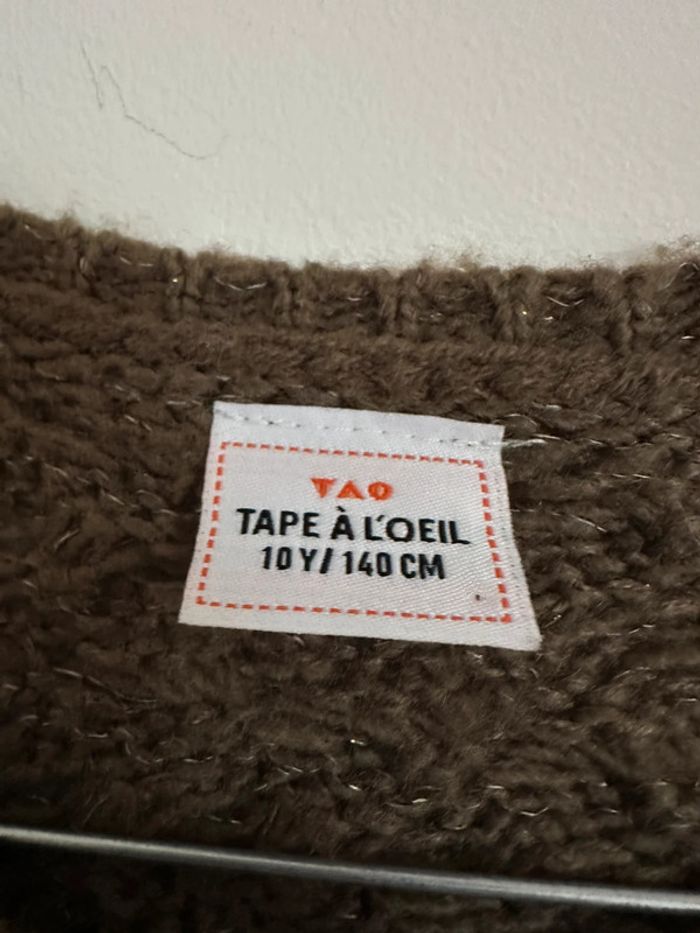 TAO
TAPE À L'OEIL
10 Y/ 140 CM